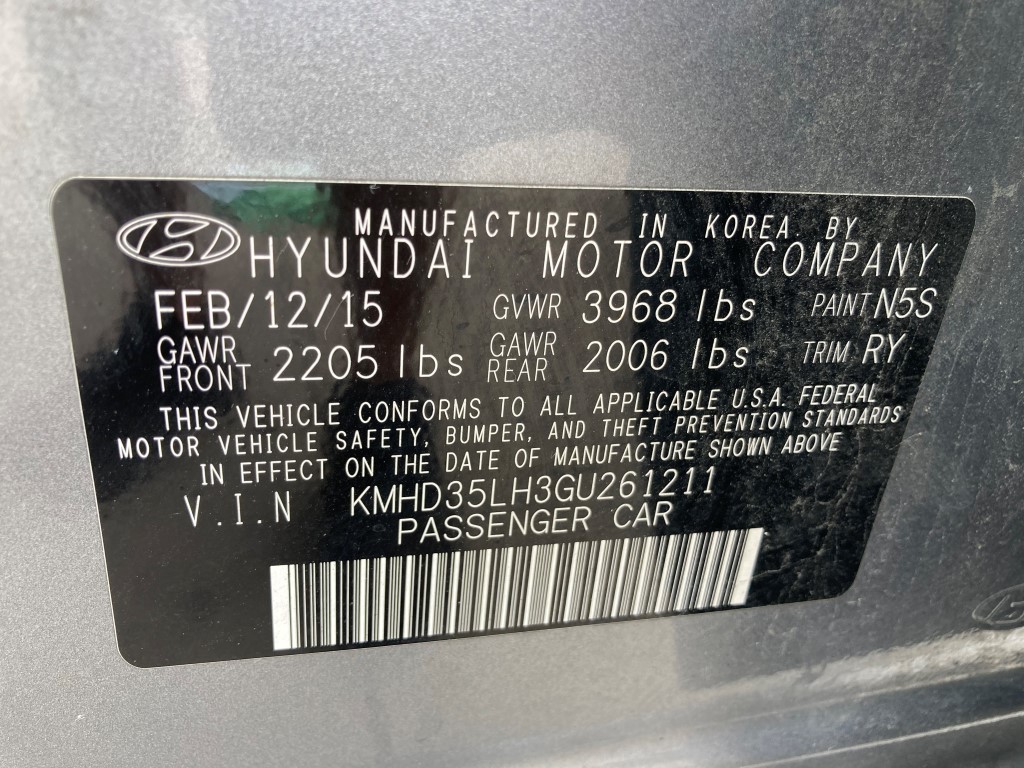 MANUFACTURED IN KOREA BY
HYUNDAI MOTOR COMPANY
FEB/12/15 GVWR 3968 lbs PAINT N5S
GAWR FRONT 2205 lbs GAWR REAR 2006 lbs TRIM RY
THIS VEHICLE CONFORMS TO ALL APPLICABLE U.S.A. FEDERAL
MOTOR VEHICLE SAFETY, BUMPER, AND THEFT PREVENTION STANDARDS
IN EFFECT ON THE DATE OF MANUFACTURE SHOWN ABOVE
V.I.N KMHD35LH3GU261211
PASSENGER CAR